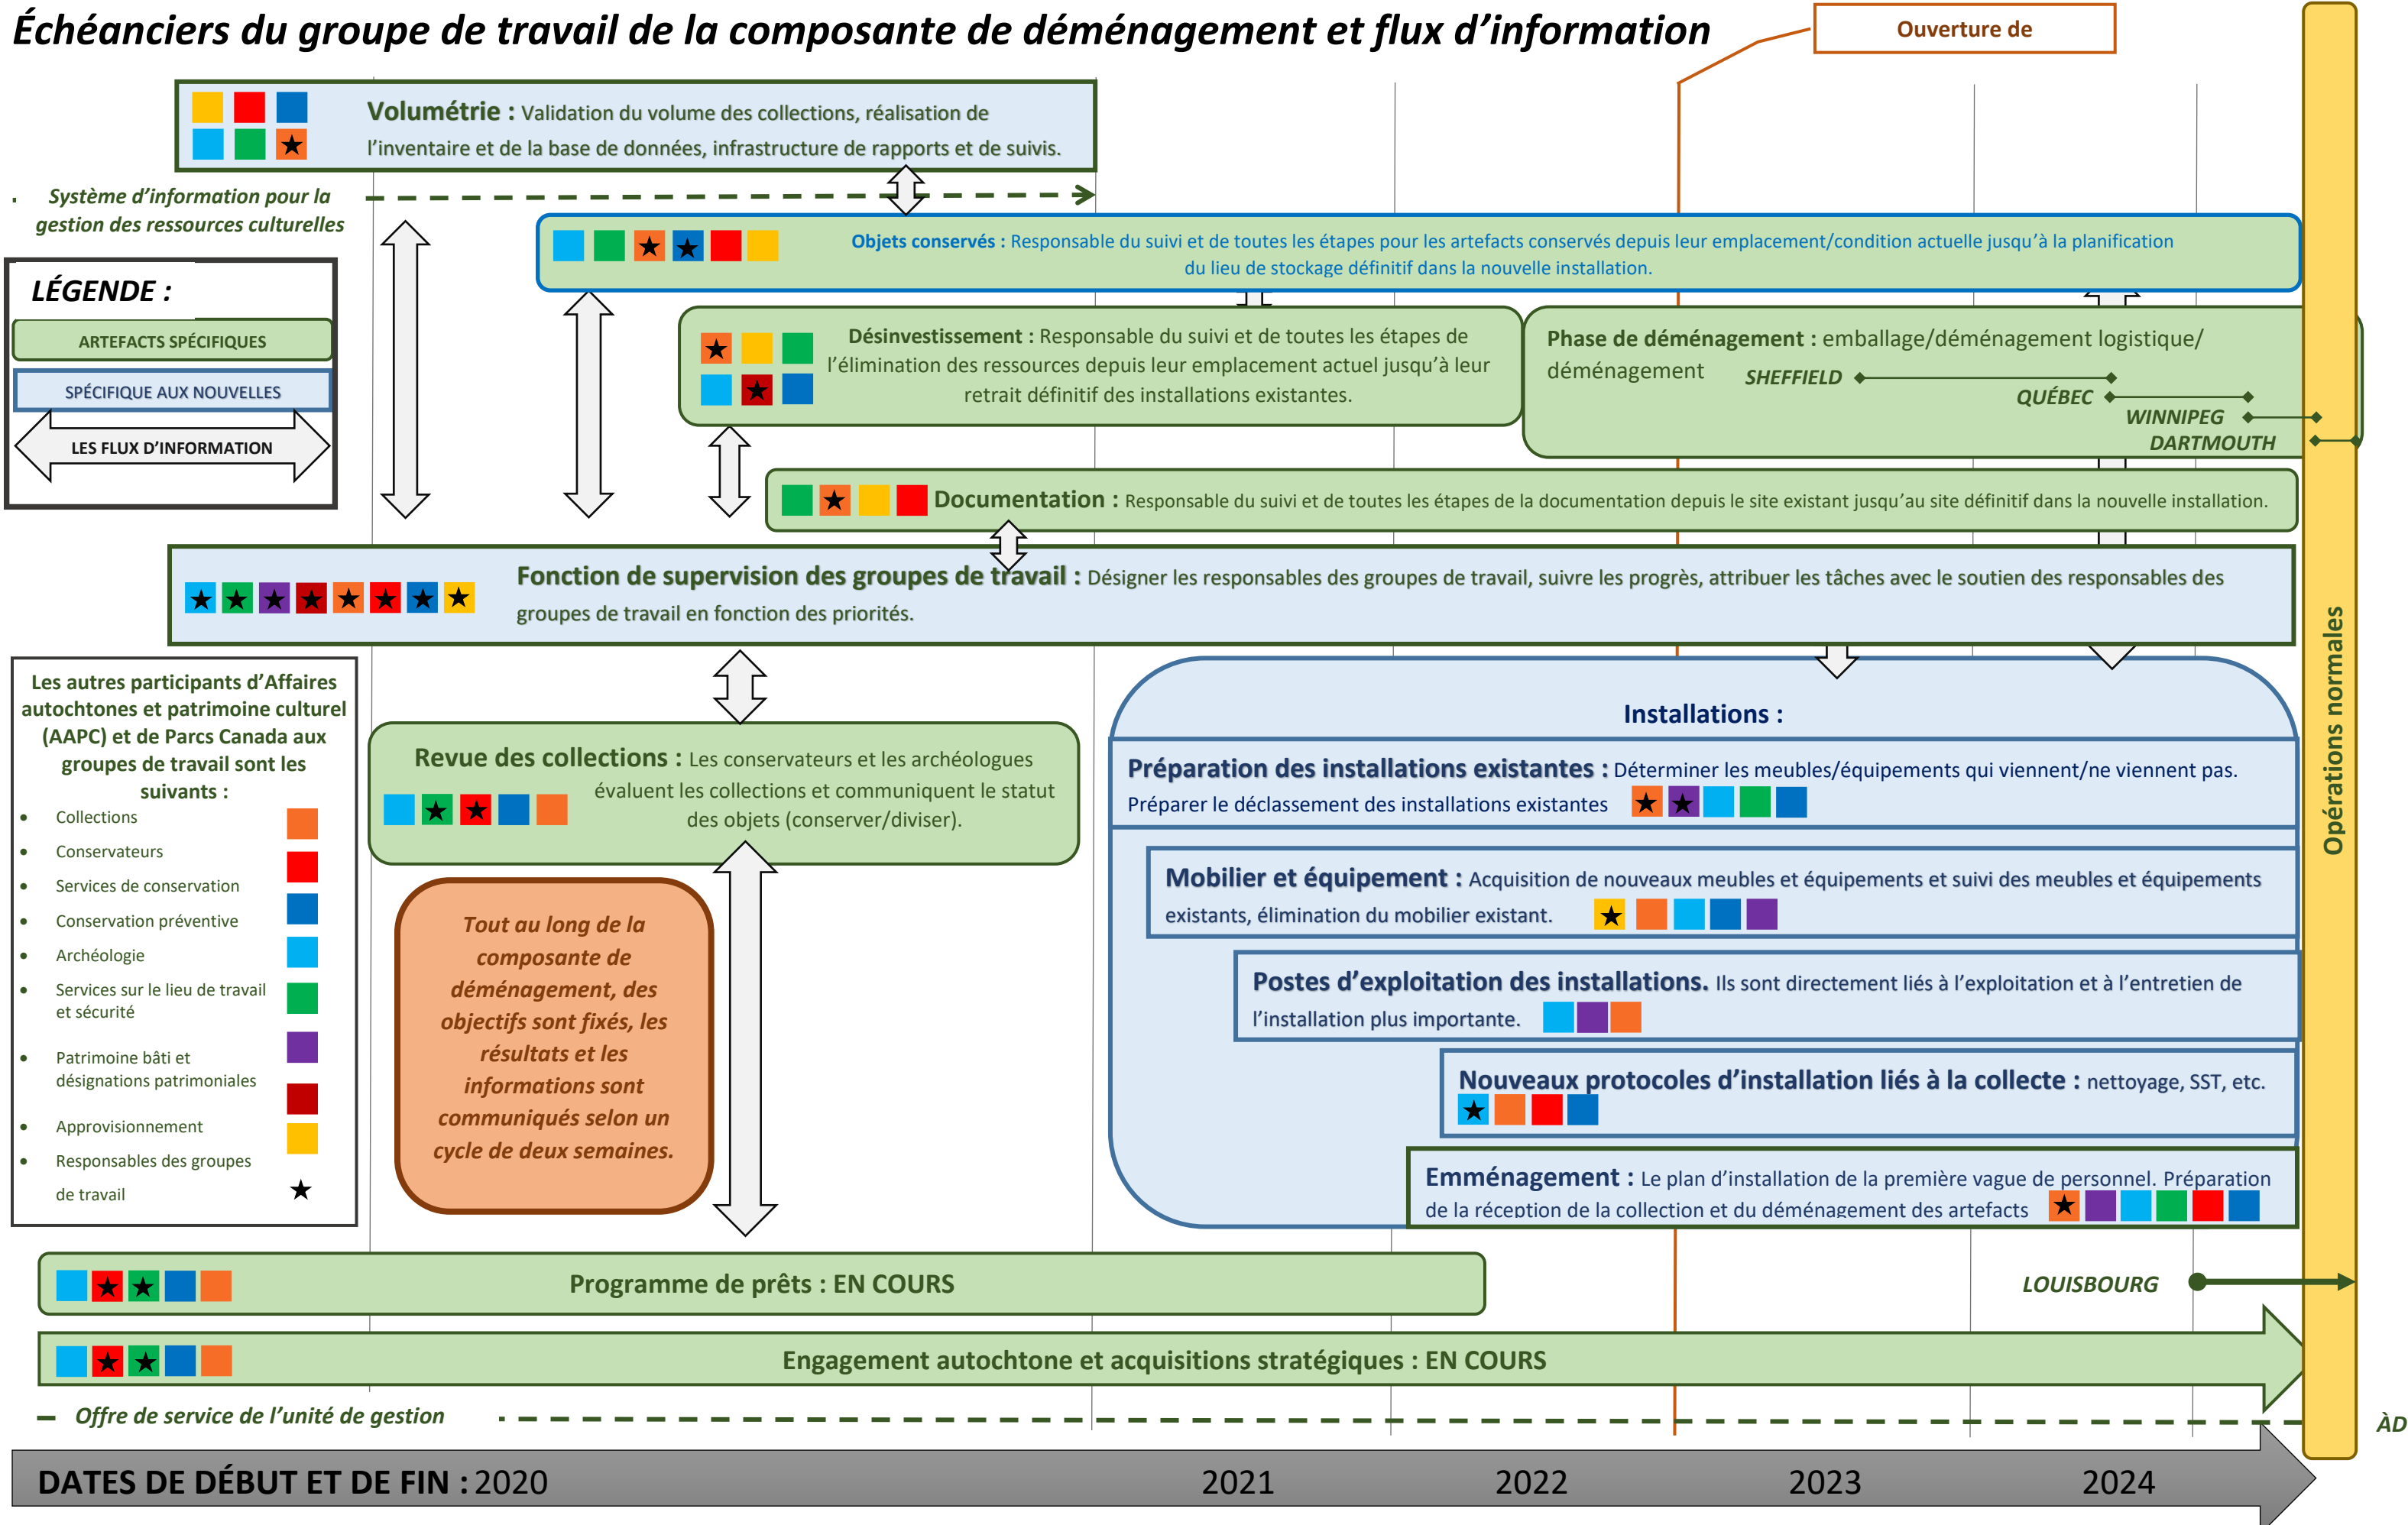 Échéanciers du groupe de travail de la composante de déménagement et flux d’information
Ouverture de
Volumétrie : Validation du volume des collections, réalisation de
l’inventaire et de la base de données, infrastructure de rapports et de suivis.
Système d’information pour la
gestion des ressources culturelles
Objets conservés : Responsable du suivi et de toutes les étapes pour les artefacts conservés depuis leur emplacement/condition actuelle jusqu’à la planification
du lieu de stockage définitif dans la nouvelle installation.
LÉGENDE :
ARTEFACTS SPÉCIFIQUES
SPÉCIFIQUE AUX NOUVELLES
LES FLUX D’INFORMATION
Désinvestissement : Responsable du suivi et de toutes les étapes de
l’élimination des ressources depuis leur emplacement actuel jusqu’à leur
retrait définitif des installations existantes.
Phase de déménagement : emballage/déménagement logistique/
déménagement
SHEFFIELD
QUÉBEC
WINNIPEG
DARTMOUTH
Documentation : Responsable du suivi et de toutes les étapes de la documentation depuis le site existant jusqu’au site définitif dans la nouvelle installation.
Fonction de supervision des groupes de travail : Désigner les responsables des groupes de travail, suivre les progrès, attribuer les tâches avec le soutien des responsables des
groupes de travail en fonction des priorités.
Opérations normales
Les autres participants d’Affaires
autochtones et patrimoine culturel
(AAPC) et de Parcs Canada aux
groupes de travail sont les
suivants :
• Collections
• Conservateurs
• Services de conservation
• Conservation préventive
• Archéologie
• Services sur le lieu de travail
et sécurité
• Patrimoine bâti et
désignations patrimoniales
• Approvisionnement
• Responsables des groupes
de travail
Revue des collections : Les conservateurs et les archéologues
évaluent les collections et communiquent le statut
des objets (conserver/diviser).
Tout au long de la
composante de
déménagement, des
objectifs sont fixés, les
résultats et les
informations sont
communiqués selon un
cycle de deux semaines.
Installations :
Préparation des installations existantes : Déterminer les meubles/équipements qui viennent/ne viennent pas.
Préparer le déclassement des installations existantes
Mobilier et équipement : Acquisition de nouveaux meubles et équipements et suivi des meubles et équipements
existants, élimination du mobilier existant.
Postes d’exploitation des installations. Ils sont directement liés à l’exploitation et à l’entretien de
l’installation plus importante.
Nouveaux protocoles d’installation liés à la collecte : nettoyage, SST, etc.
Emménagement : Le plan d’installation de la première vague de personnel. Préparation
de la réception de la collection et du déménagement des artefacts
Programme de prêts : EN COURS
LOUISBOURG
Engagement autochtone et acquisitions stratégiques : EN COURS
Offre de service de l’unité de gestion
ÀD
DATES DE DÉBUT ET DE FIN : 2020
2021
2022
2023
2024